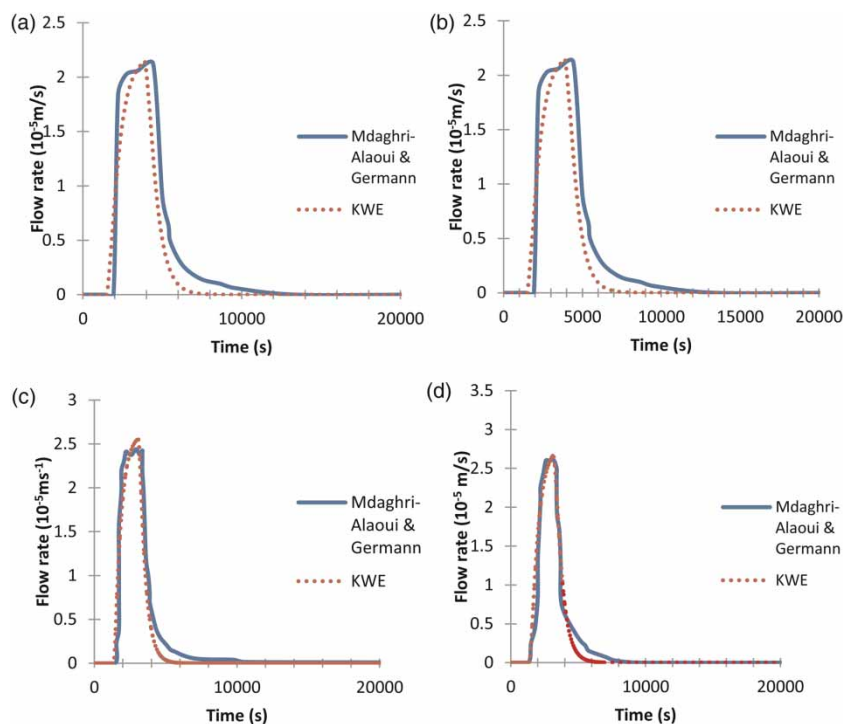 (a)
2.5
2
1.5
1
0.5
0
Flow rate (10⁻⁵m/s)
0 10000 20000
Time (s)
Mdaghri-
Alaoui &
Germann
KWE
(b)
2.5
2
1.5
1
0.5
0
Flow rate (10⁻⁵m/s)
0 5000 10000 15000 20000
Time (s)
Mdaghri-
Alaoui &
Germann
KWE
(c)
3
2.5
2
1.5
1
0.5
0
Flow rate (10⁻⁵ms⁻¹)
0 10000 20000
Time (s)
Mdaghri-
Alaoui &
Germann
KWE
(d)
3.5
3
2.5
2
1.5
1
0.5
0
Flow rate (10⁻⁵ m/s)
0 10000 20000
Time (s)
Mdaghri-
Alaoui &
Germann
KWE